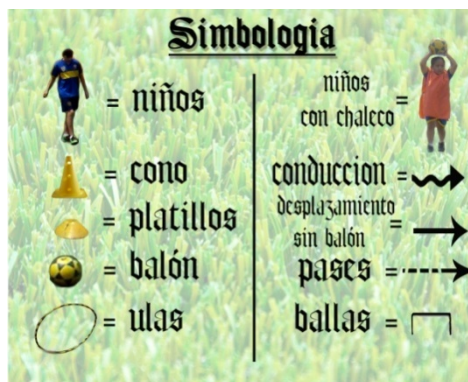 Simbologia
= niños
= cono
= platillos
= balón
= ulas
niños
con chaleco =
conduccion =
desplazamiento
sin balón =
pases =
ballas =